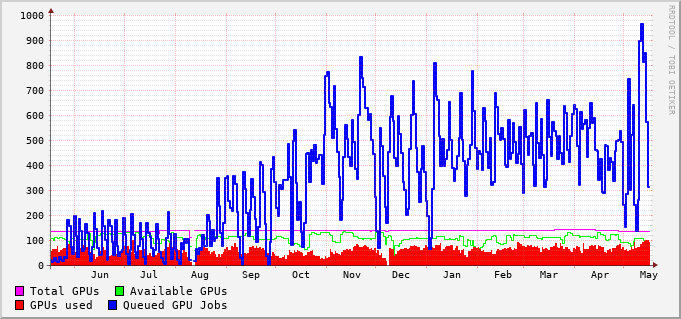 1000
900
800
700
600
500
400
300
200
100
0
Jun Jul Aug Sep Oct Nov Dec Jan Feb Mar Apr May
Total GPUs Available GPUs
GPUs used Queued GPU Jobs
RRDTOOL / TOBI OETIKER